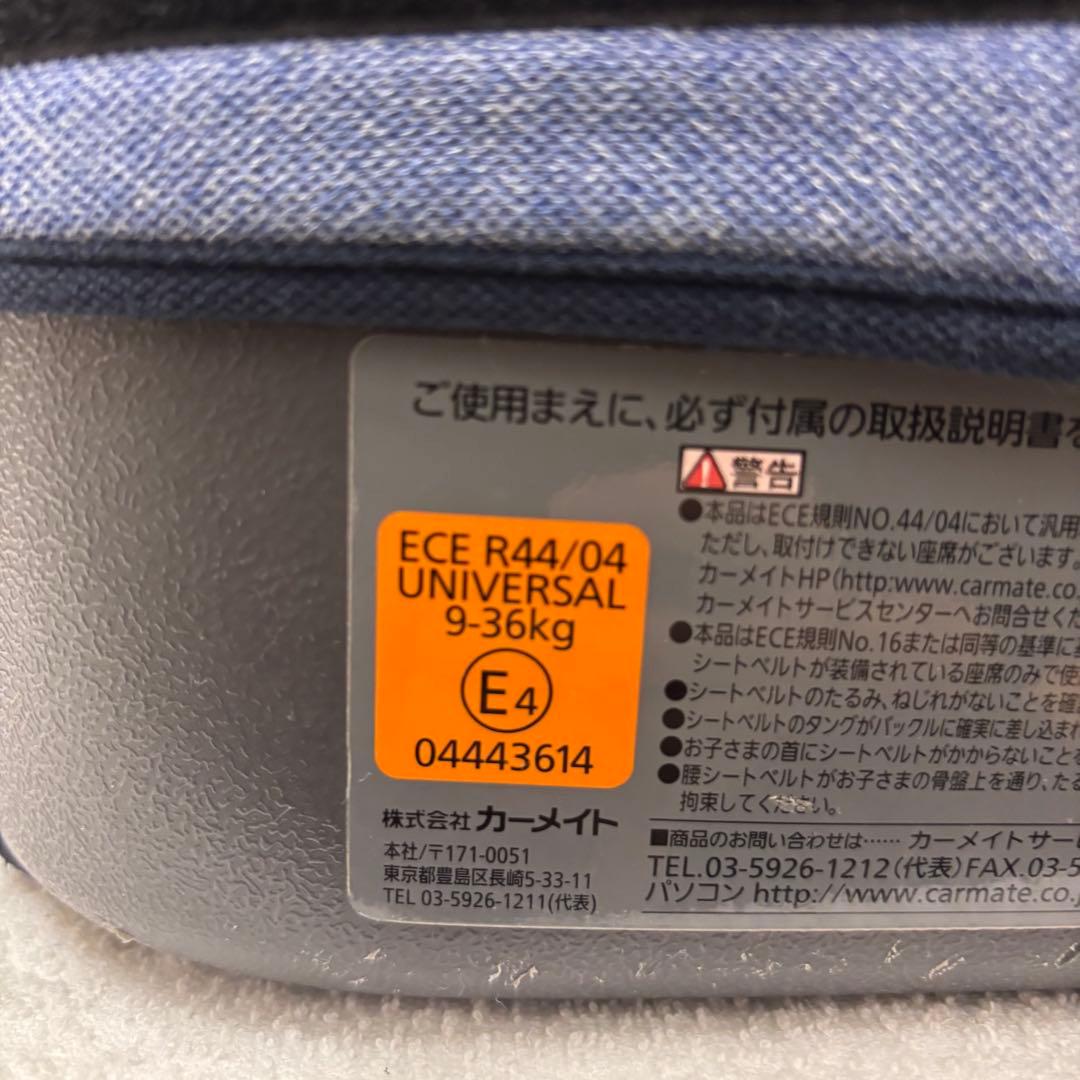 ご使用まえに、必ず付属の取扱説明書を
警告
●本品はECE規則NO.44/04において汎用
ただし、取付けできない座席がございます。
カーメイトHP(http:www.carmate.co.
カーメイトサービスセンターへお問合せくだ
●本品はECE規則No.16または同等の基準に
シートベルトが装備されている座席のみで使
●シートベルトのたるみ、ねじれがないことを確
●シートベルトのタングがバックルに確実に差し込まれ
●お子さまの首にシートベルトがかからないこと
●腰シートベルトがお子さまの骨盤上を通り、たる
拘束してください。
ECE R44/04
UNIVERSAL
9-36kg
E4
04443614
株式会社 カーメイト
本社/〒171-0051
東京都豊島区長崎5-33-11
TEL 03-5926-1211(代表)
■商品のお問い合わせは…… カーメイトサー
TEL.03-5926-1212(代表)FAX.03-5
パソコン http://www.carmate.co.j